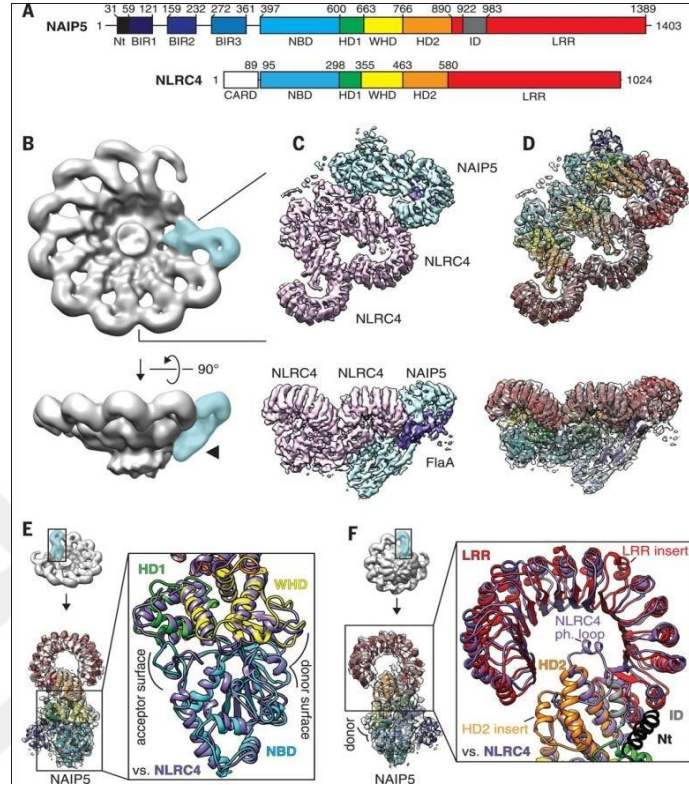 A
31 59 121 159 232 272 361 397 600 663 766 890 922 983 1389
NAIP5 1 1403
Nt BIR1 BIR2 BIR3 NBD HD1 WHD HD2 ID LRR
89 95 298 355 463 580
NLRC4 1 1024
CARD NBD HD1 WHD HD2 LRR
B C D
NAIP5
NLRC4
NLRC4
90°
NLRC4 NLRC4 NAIP5
FlaA
E
HD1
WHD
acceptor surface
donor surface
NBD
vs. NLRC4
NAIP5
F
LRR
LRR insert
NLRC4
ph. loop
HD2
ID
HD2 insert
Nt
donor
vs. NLRC4
NAIP5